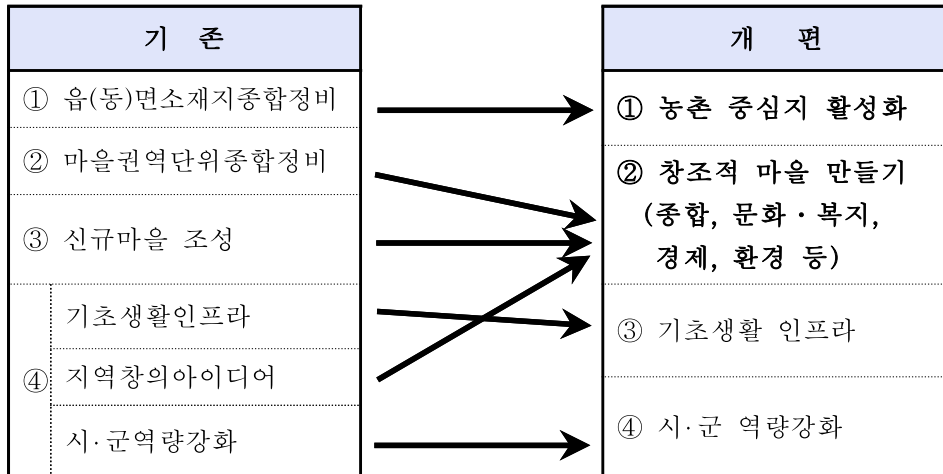 기 존
① 읍(동)면소재지종합정비
② 마을권역단위종합정비
③ 신규마을 조성
④
기초생활인프라
지역창의아이디어
시·군역량강화
개 편
① 농촌 중심지 활성화
② 창조적 마을 만들기
(종합, 문화·복지,
경제, 환경 등)
③ 기초생활 인프라
④ 시·군 역량강화